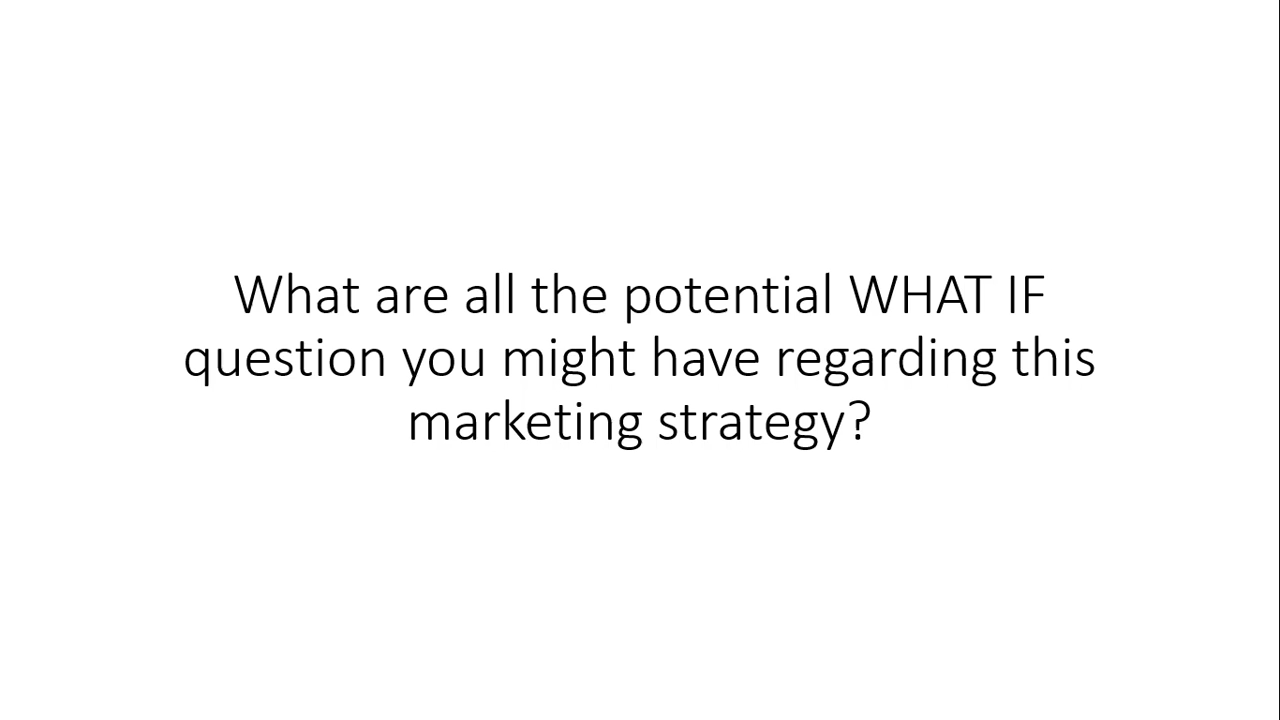 What are all the potential WHAT IF
question you might have regarding this
marketing strategy?